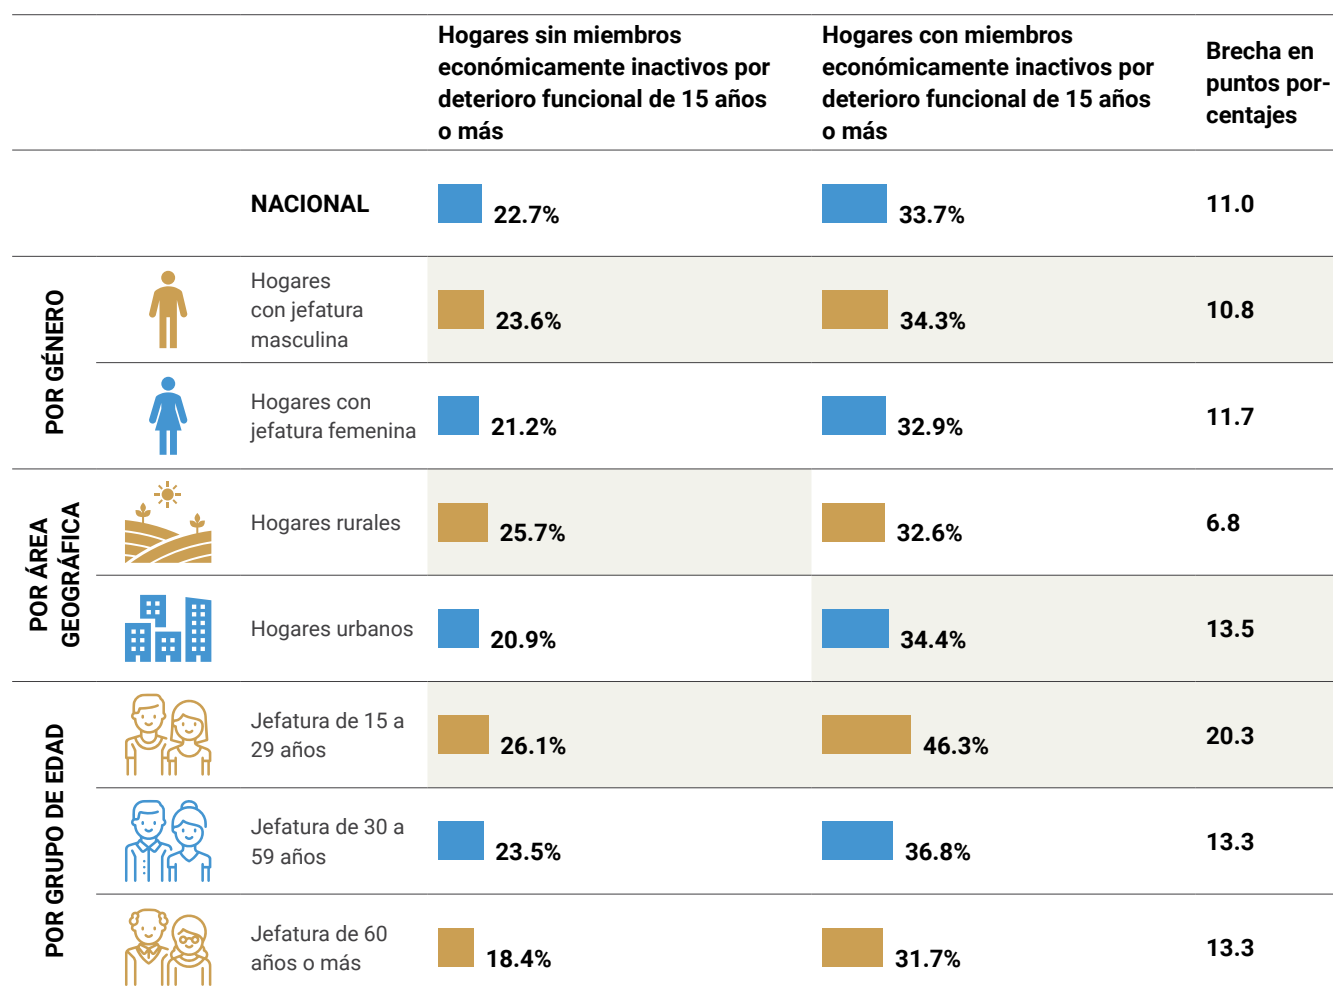 Hogares sin miembros
económicamente inactivos por
deterioro funcional de 15 años
o más
Hogares con miembros
económicamente inactivos por
deterioro funcional de 15 años
o más
Brecha en
puntos por-
centajes
NACIONAL
22.7%
33.7%
11.0
POR GÉNERO
Hogares
con jefatura
masculina
23.6%
34.3%
10.8
Hogares con
jefatura femenina
21.2%
32.9%
11.7
POR ÁREA
GEOGRÁFICA
Hogares rurales
25.7%
32.6%
6.8
Hogares urbanos
20.9%
34.4%
13.5
POR GRUPO DE EDAD
Jefatura de 15 a
29 años
26.1%
46.3%
20.3
Jefatura de 30 a
59 años
23.5%
36.8%
13.3
Jefatura de 60
años o más
18.4%
31.7%
13.3